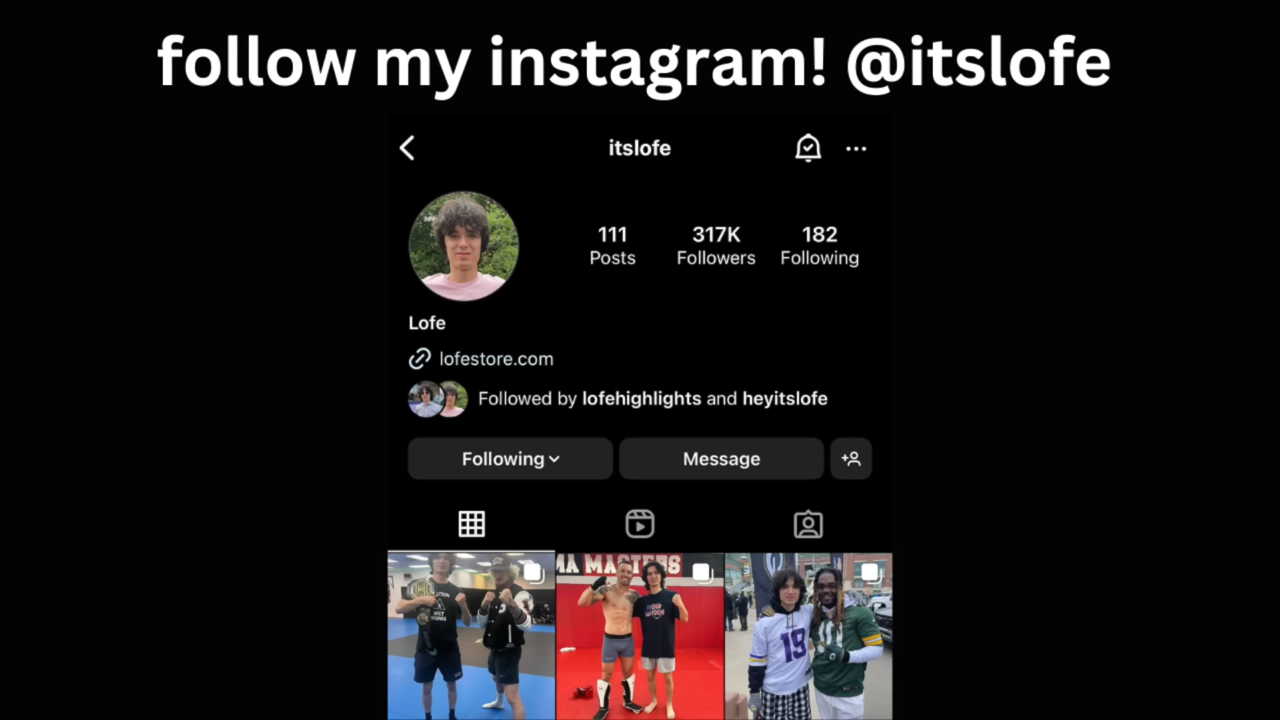 follow my instagram! @itslofe
itslofe
111 317K 182
Posts Followers Following
Lofe
lofestore.com
Followed by lofehighlights and heyitslofe
Following Message
MA MASTERS
19